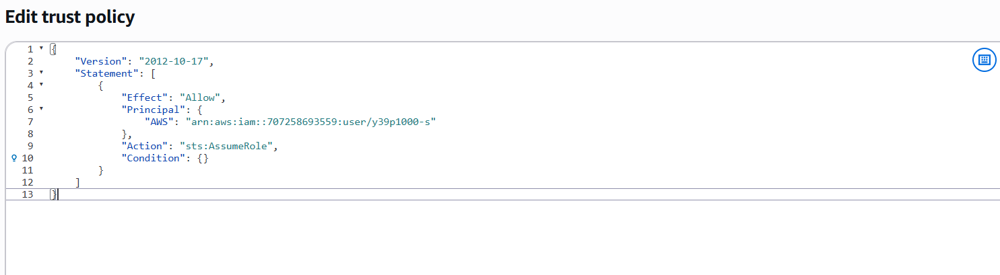 Edit trust policy
1 {
2 "Version": "2012-10-17",
3 "Statement": [
4 {
5 "Effect": "Allow",
6 "Principal": {
7 "AWS": "arn:aws:iam::707258693559:user/y39p1000-s"
8 },
9 "Action": "sts:AssumeRole",
10 "Condition": {}
11 }
12 ]
13 }